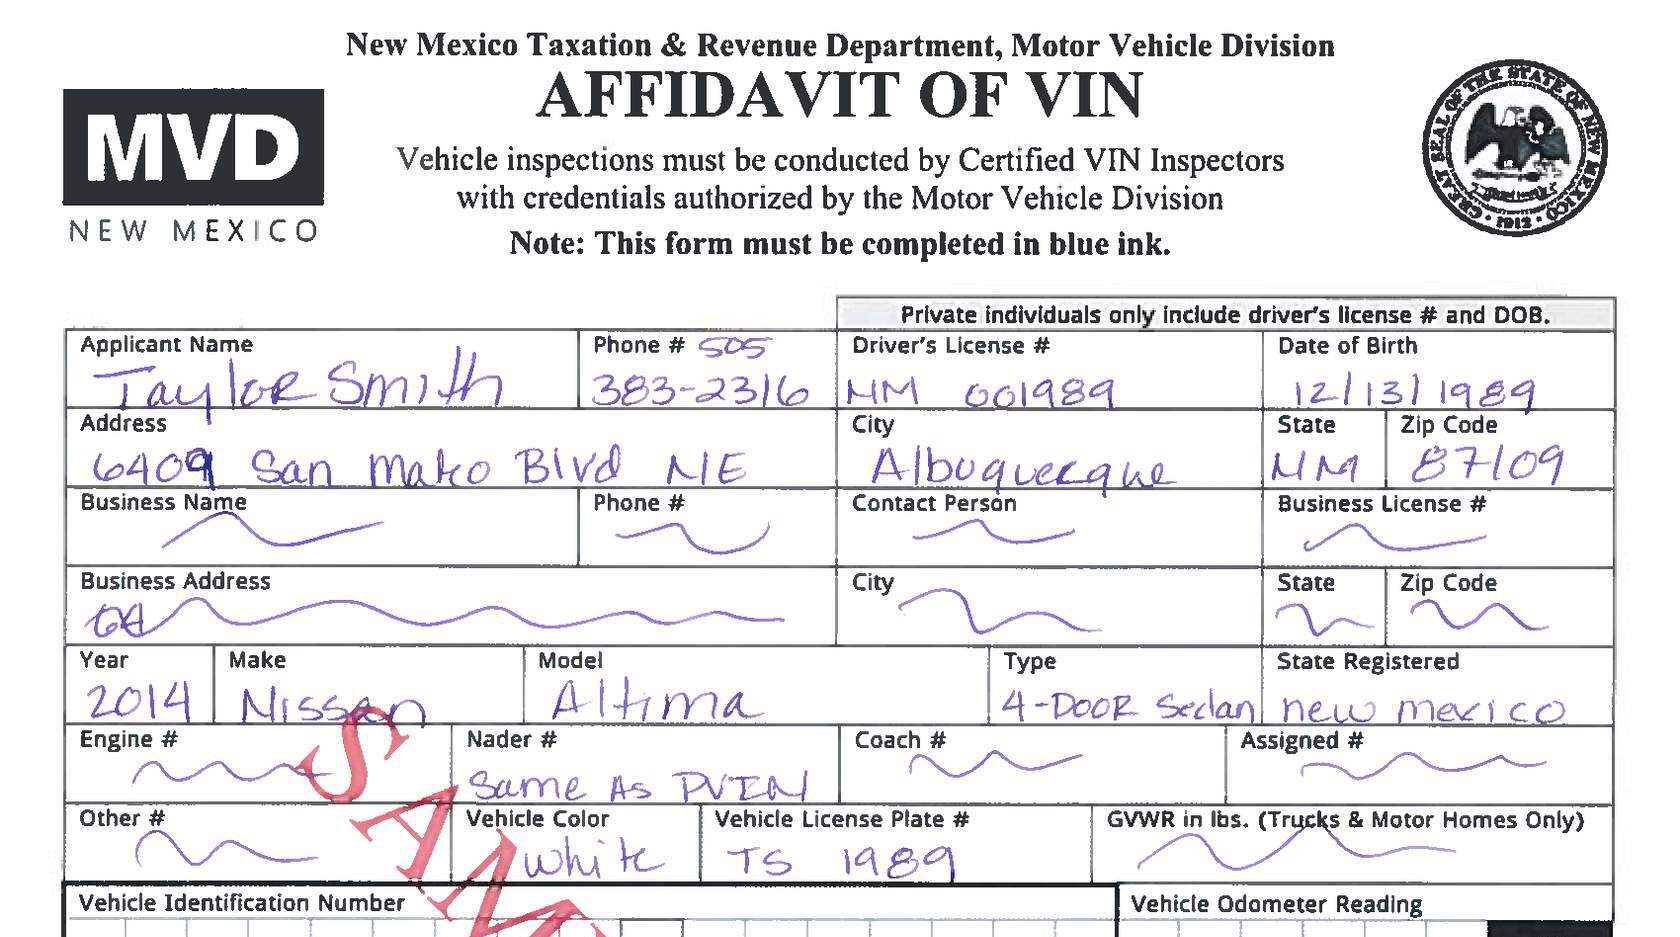 New Mexico Taxation & Revenue Department, Motor Vehicle Division
AFFIDAVIT OF VIN
MVD
NEW MEXICO
Vehicle inspections must be conducted by Certified VIN Inspectors
with credentials authorized by the Motor Vehicle Division
Note: This form must be completed in blue ink.
GREAT SEAL OF THE STATE OF NEW MEXICO
1912
Private individuals only include driver's license # and DOB.
Applicant Name Phone # 505 Driver's License # Date of Birth
Taylor Smith 383-2316 NM 001989 12/13/1989
Address City State Zip Code
6409 San Mateo Blvd NE Albuquerque NM 87109
Business Name Phone # Contact Person Business License #
Business Address City State Zip Code
Year Make Model Type State Registered
2014 Nissan Altima 4-DOOR Sedan new mexico
Engine # Nader # Coach # Assigned #
Same As PVIN
Other # Vehicle Color Vehicle License Plate # GVWR in lbs. (Trucks & Motor Homes Only)
White TS 1989
SAM
Vehicle Identification Number Vehicle Odometer Reading